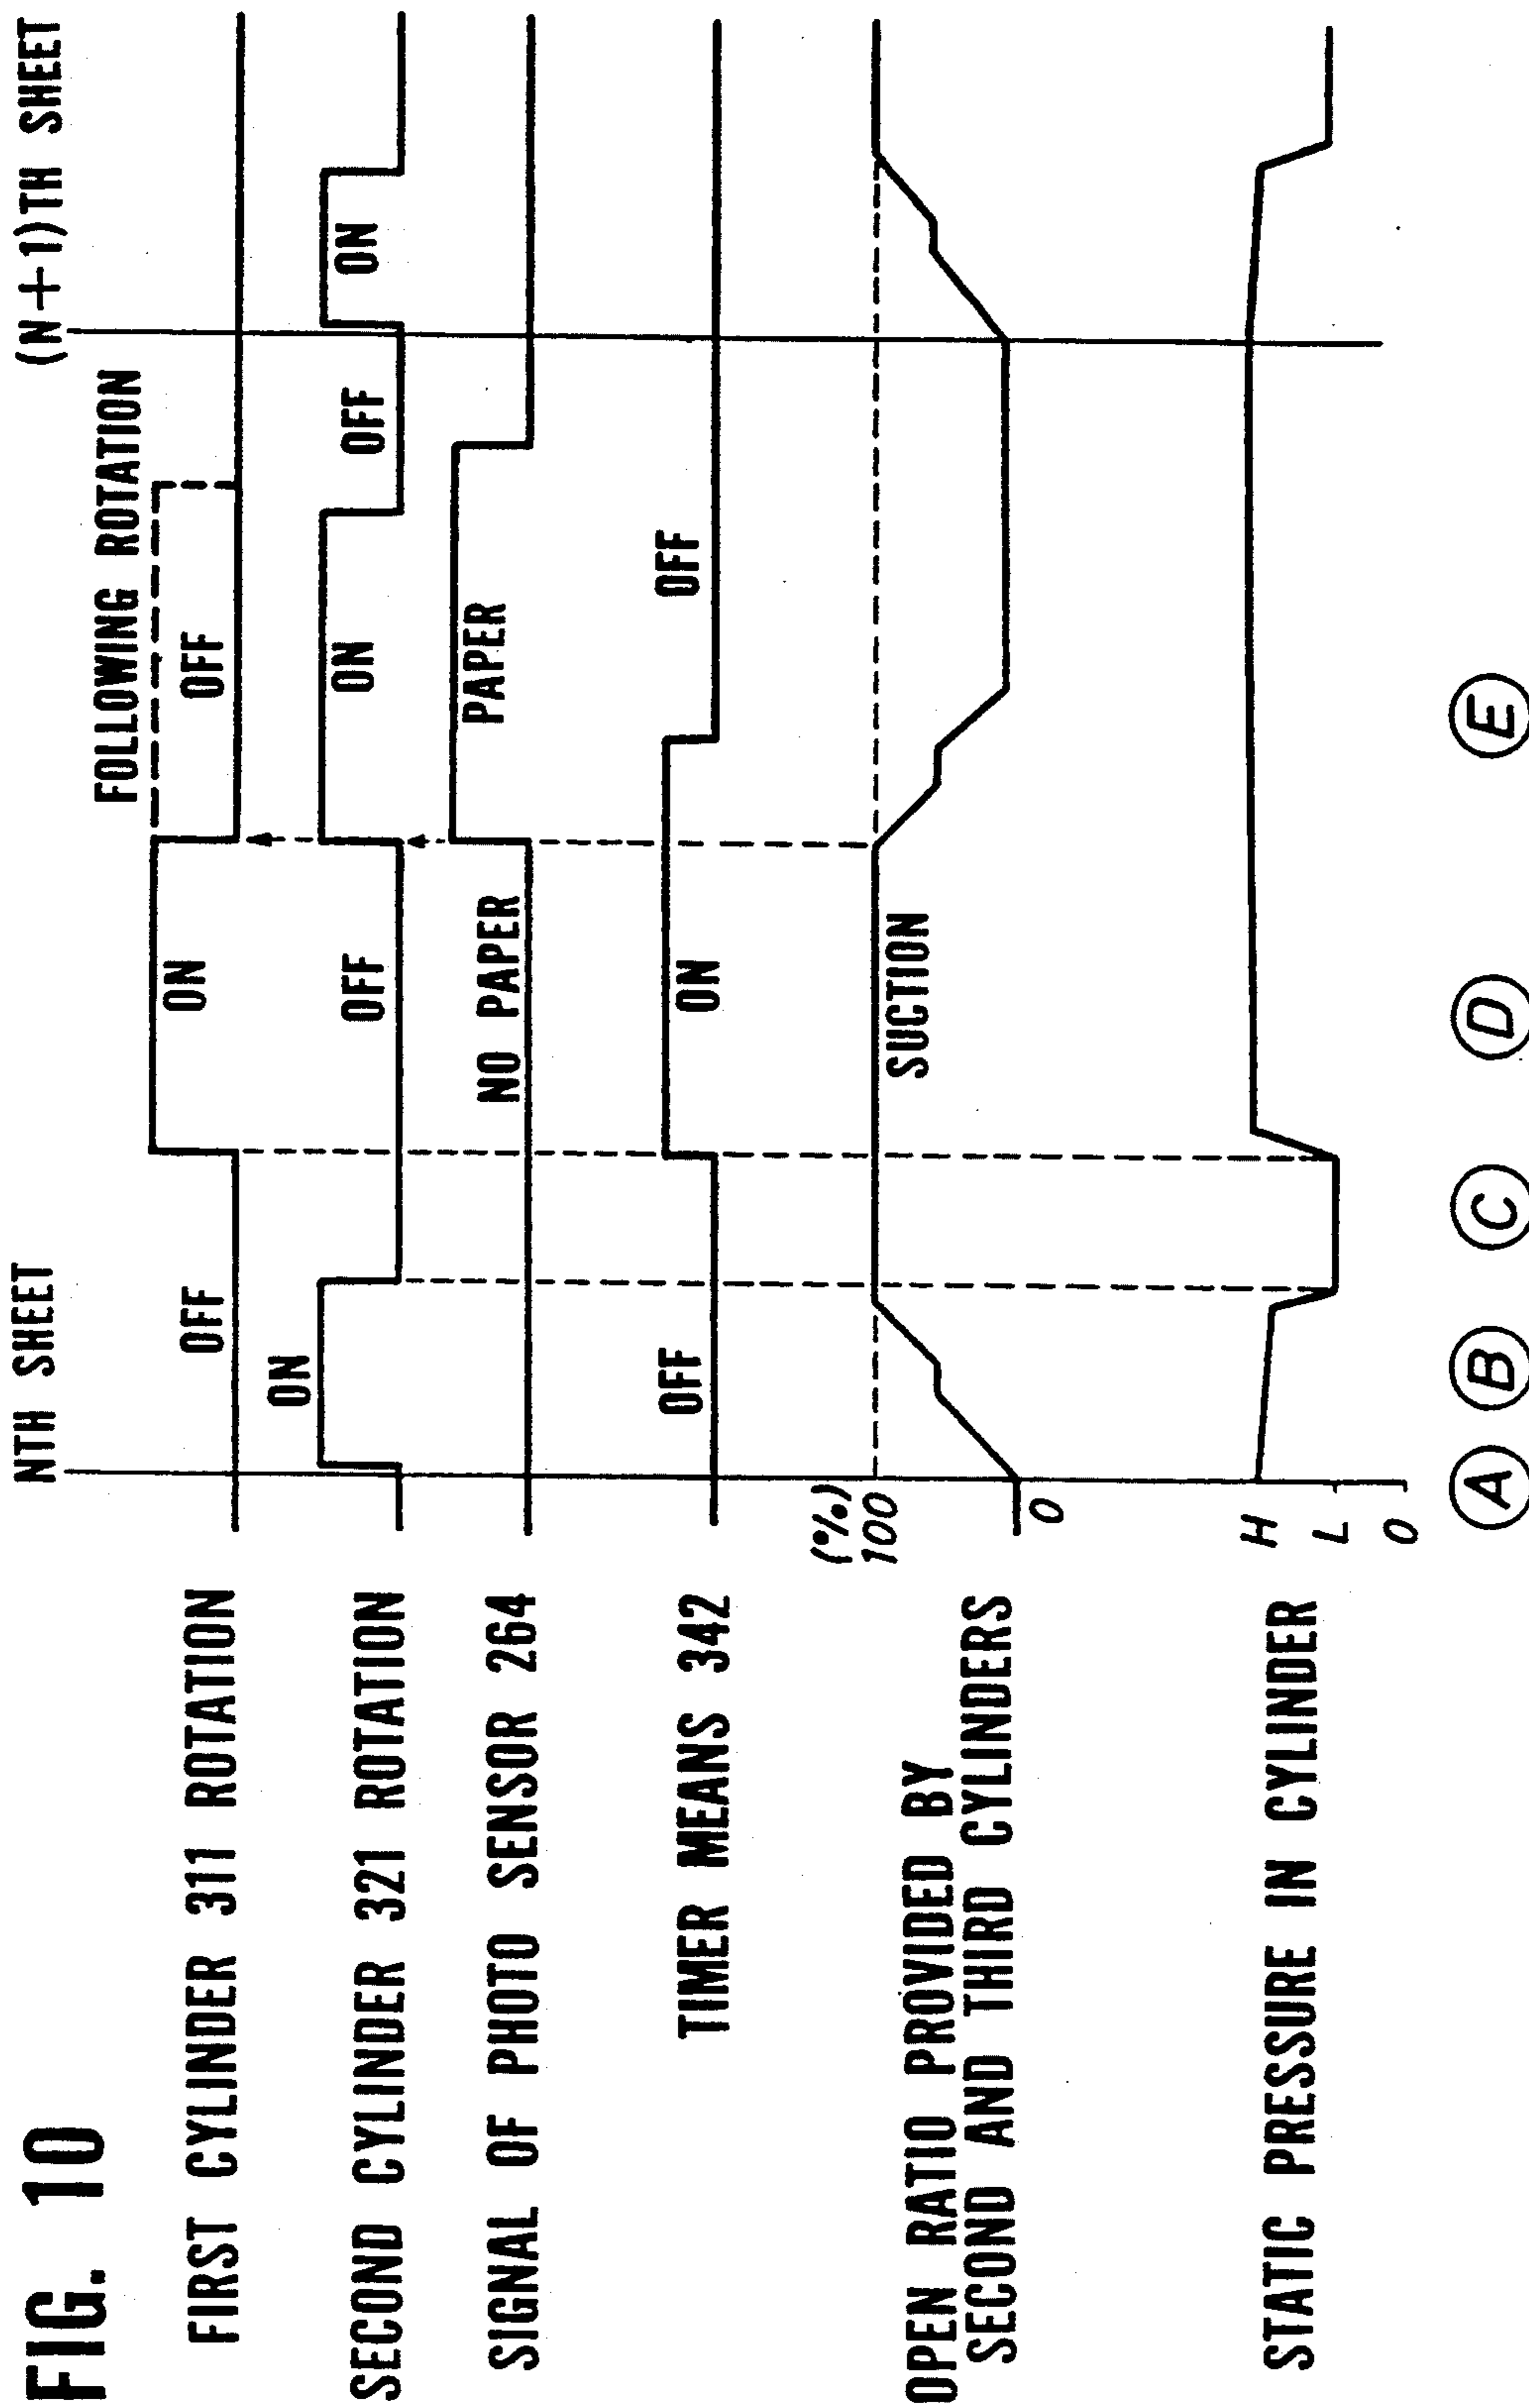 FIG. 10
NTH SHEET
(N+1)TH SHEET
FOLLOWING ROTATION
FIRST CYLINDER 311 ROTATION
OFF
ON
OFF
SECOND CYLINDER 321 ROTATION
ON
OFF
ON
OFF
ON
SIGNAL OF PHOTO SENSOR 264
NO PAPER
PAPER
TIMER MEANS 342
OFF
ON
OFF
(%)
100
0
OPEN RATIO PROVIDED BY
SECOND AND THIRD CYLINDERS
SUCTION
STATIC PRESSURE IN CYLINDER
H
L
0
A B C D E